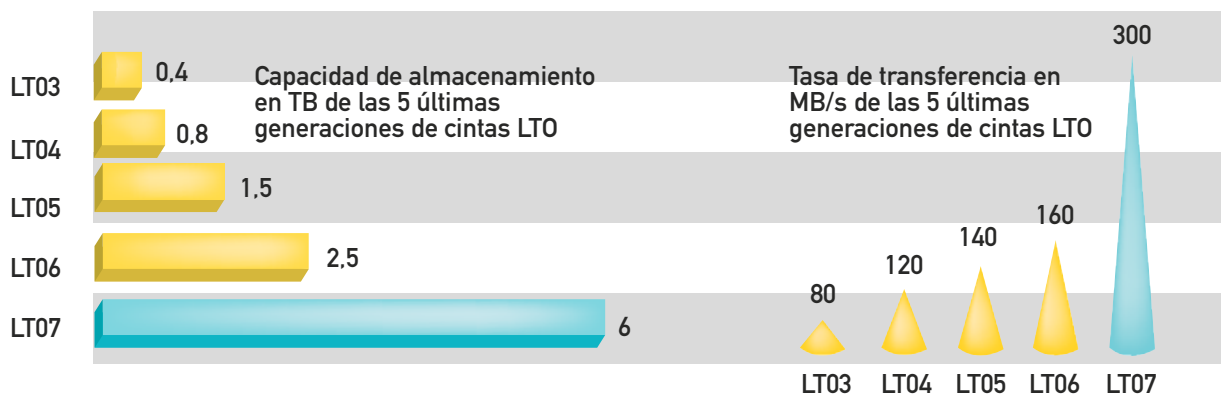 LT03
0,4
Capacidad de almacenamiento
en TB de las 5 últimas
generaciones de cintas LTO
LT04
0,8
LT05
1,5
LT06
2,5
LT07
6
Tasa de transferencia en
MB/s de las 5 últimas
generaciones de cintas LTO
80
120
140
160
300
LT03
LT04
LT05
LT06
LT07